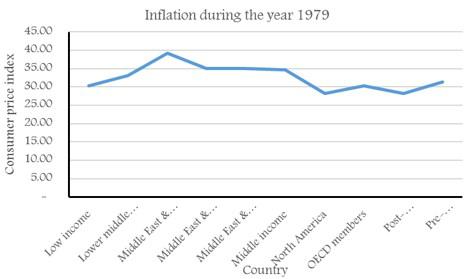 Inflation during the year 1979
Consumer price index
45.00
40.00
35.00
30.00
25.00
20.00
15.00
10.00
5.00
-
Low income
Lower middle...
Middle East &...
Middle East &...
Middle East &...
Middle income
North America
OECD members
Post-...
Pre-...
Country